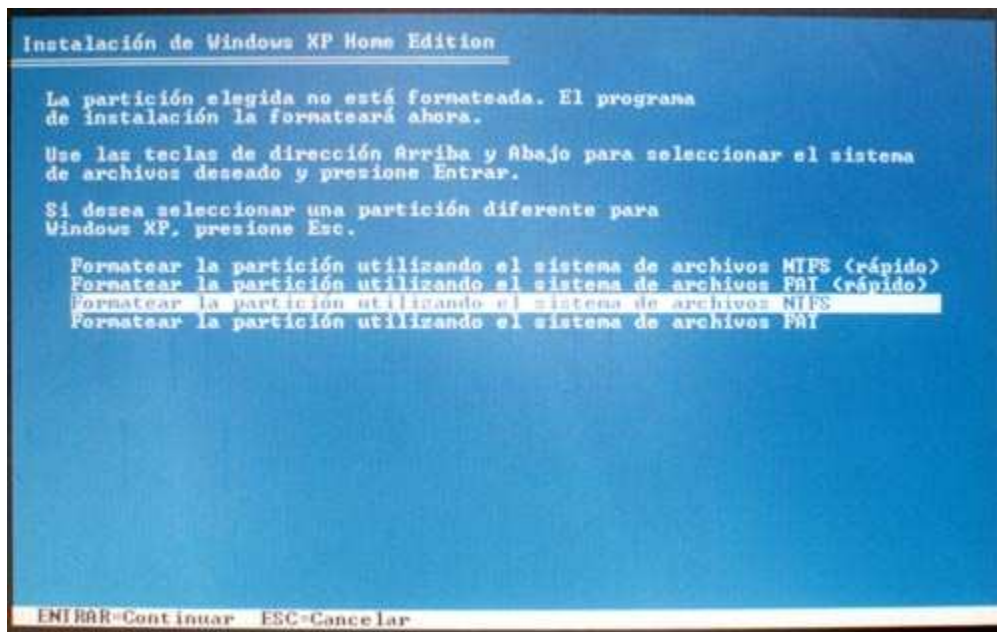 Instalación de Windows XP Home Edition
La partición elegida no está formateada. El programa
de instalación la formateará ahora.
Use las teclas de dirección Arriba y Abajo para seleccionar el sistema
de archivos deseado y presione Entrar.
Si desea seleccionar una partición diferente para
Windows XP, presione Esc.
Formatear la partición utilizando el sistema de archivos NTFS (rápido)
Formatear la partición utilizando el sistema de archivos FAT (rápido)
Formatear la partición utilizando el sistema de archivos NTFS
Formatear la partición utilizando el sistema de archivos FAT
ENTRAR=Continuar ESC=Cancelar